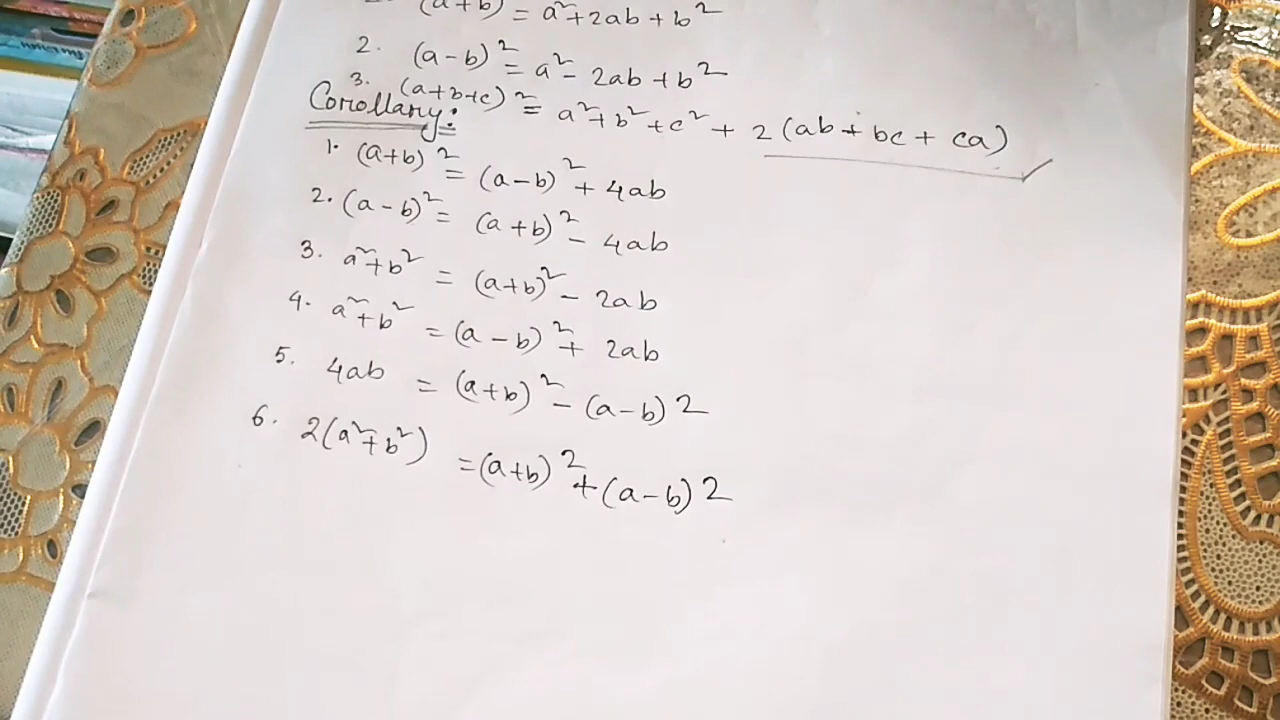 (a+b) = a²+2ab+b²
2. (a-b)² = a²- 2ab+b²
3. (a+b+c)² = a²+b²+c²+ 2(ab+bc+ca)
Corollary:
1. (a+b)² = (a-b)²+ 4ab
2. (a-b)² = (a+b)²- 4ab
3. a²+b² = (a+b)²- 2ab
4. a²+b² = (a-b)²+ 2ab
5. 4ab = (a+b)²-(a-b)2
6. 2(a²+b²) =(a+b)²+(a-b)2